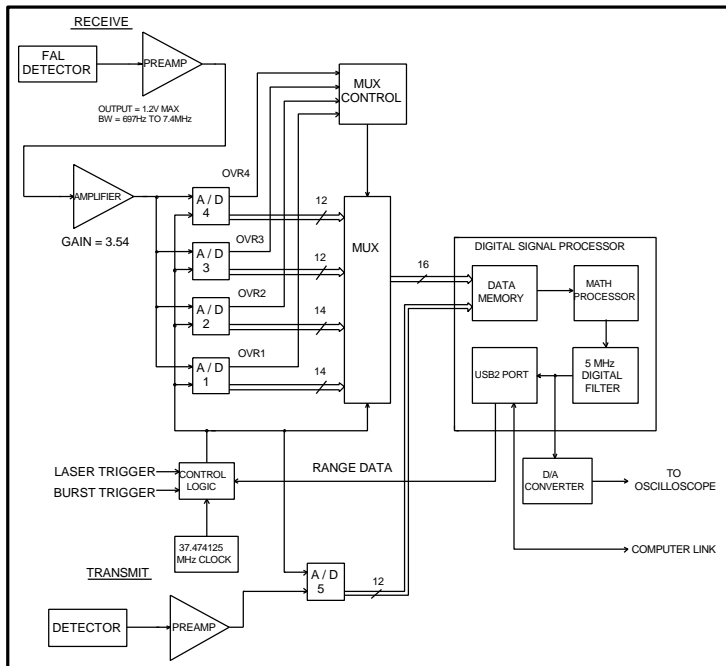 RECEIVE
FAL
DETECTOR
PREAMP
OUTPUT = 1.2V MAX
BW = 697Hz TO 7.4MHz
MUX
CONTROL
AMPLIFIER
GAIN = 3.54
OVR4
A / D
4
12
OVR3
A / D
3
12
OVR2
A / D
2
14
OVR1
A / D
1
14
MUX
16
DIGITAL SIGNAL PROCESSOR
DATA
MEMORY
MATH
PROCESSOR
USB2 PORT
5 MHz
DIGITAL
FILTER
LASER TRIGGER
BURST TRIGGER
CONTROL
LOGIC
RANGE DATA
D/A
CONVERTER
TO
OSCILLOSCOPE
37.474125
MHz CLOCK
COMPUTER LINK
TRANSMIT
A / D
5
12
DETECTOR
PREAMP